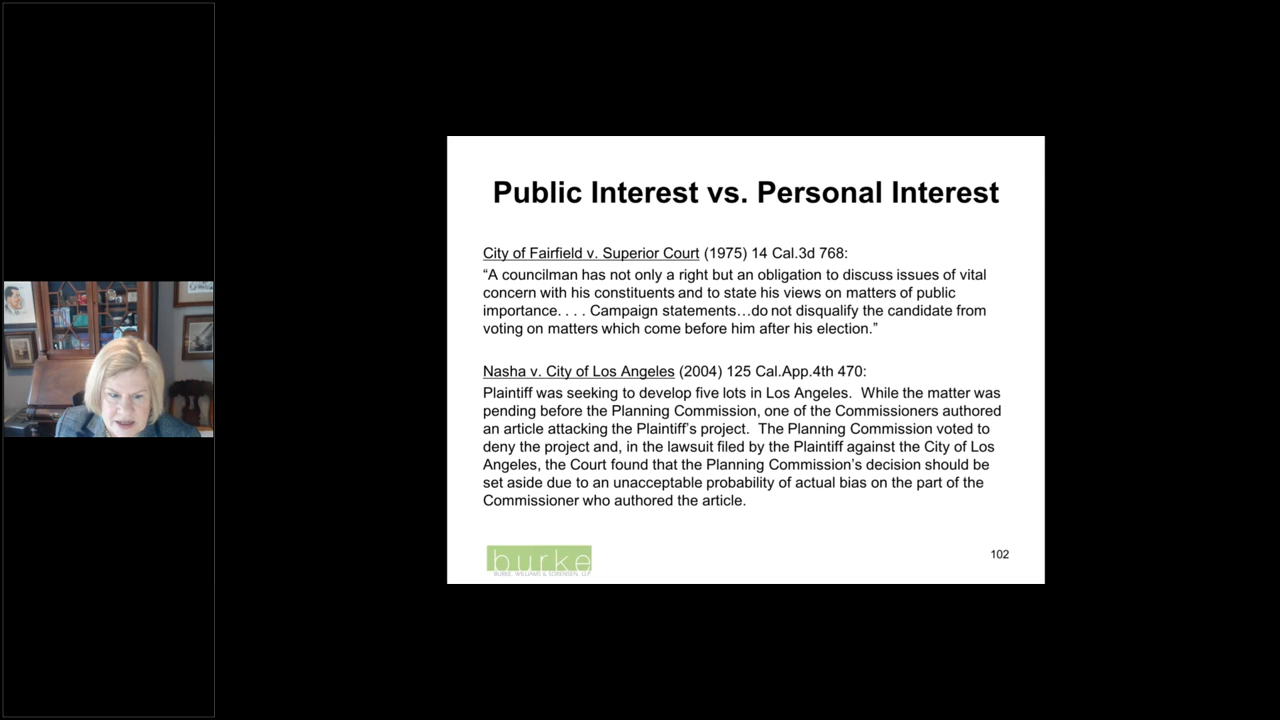 Public Interest vs. Personal Interest
City of Fairfield v. Superior Court (1975) 14 Cal.3d 768:
“A councilman has not only a right but an obligation to discuss issues of vital
concern with his constituents and to state his views on matters of public
importance. . . . Campaign statements…do not disqualify the candidate from
voting on matters which come before him after his election.”
Nasha v. City of Los Angeles (2004) 125 Cal.App.4th 470:
Plaintiff was seeking to develop five lots in Los Angeles.  While the matter was
pending before the Planning Commission, one of the Commissioners authored
an article attacking the Plaintiff’s project.  The Planning Commission voted to
deny the project and, in the lawsuit filed by the Plaintiff against the City of Los
Angeles, the Court found that the Planning Commission’s decision should be
set aside due to an unacceptable probability of actual bias on the part of the
Commissioner who authored the article.
burke
BURKE, WILLIAMS & SORENSEN, LLP
102